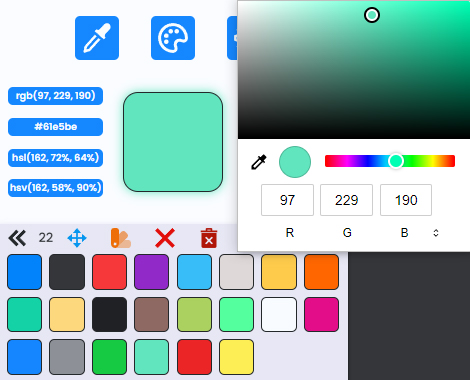 rgb(97, 229, 190)
#61e5be
hsl(162, 72%, 64%)
hsv(162, 58%, 90%)
22
97 229 190
R G B